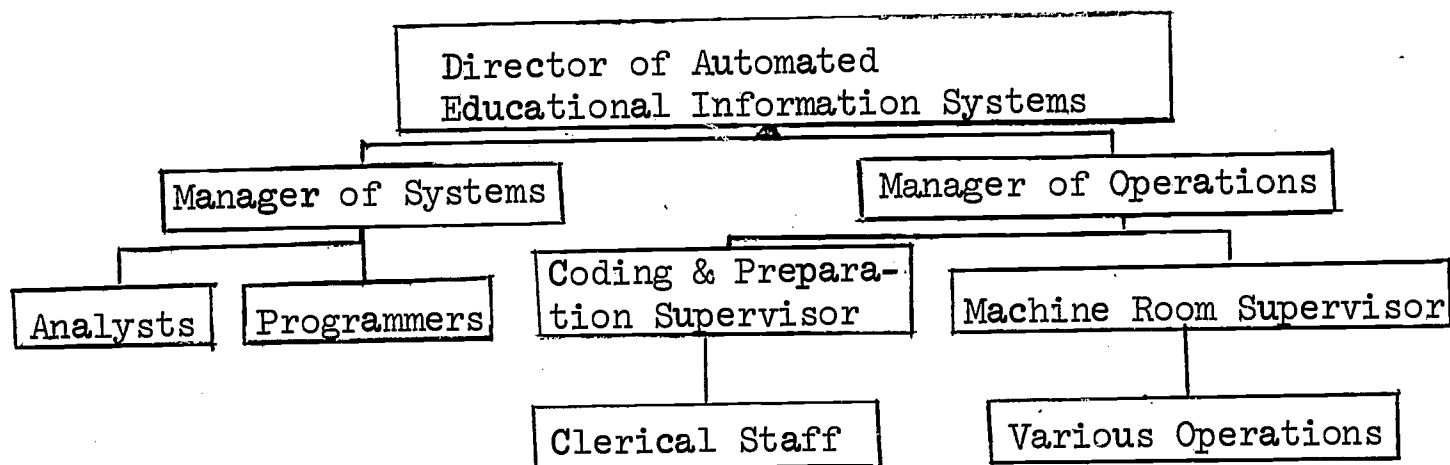 Director of Automated
Educational Information Systems
Manager of Systems
Manager of Operations
Analysts
Programmers
Coding & Prepara-
tion Supervisor
Machine Room Supervisor
Clerical Staff
Various Operations